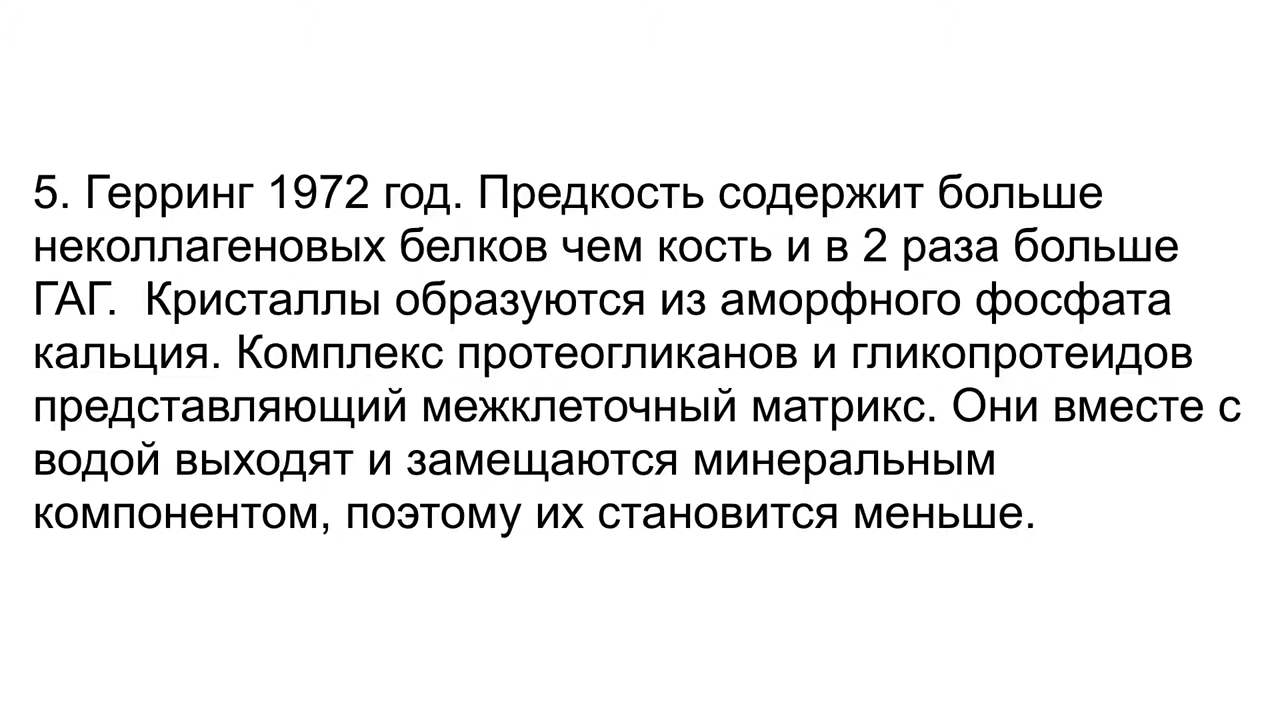 5. Герринг 1972 год. Предкость содержит больше
неколлагеновых белков чем кость и в 2 раза больше
ГАГ.  Кристаллы образуются из аморфного фосфата
кальция. Комплекс протеогликанов и гликопротеидов
представляющий межклеточный матрикс. Они вместе с
водой выходят и замещаются минеральным
компонентом, поэтому их становится меньше.